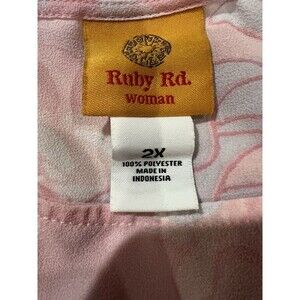 Ruby Rd.
woman
2X
100% POLYESTER
MADE IN
INDONESIA